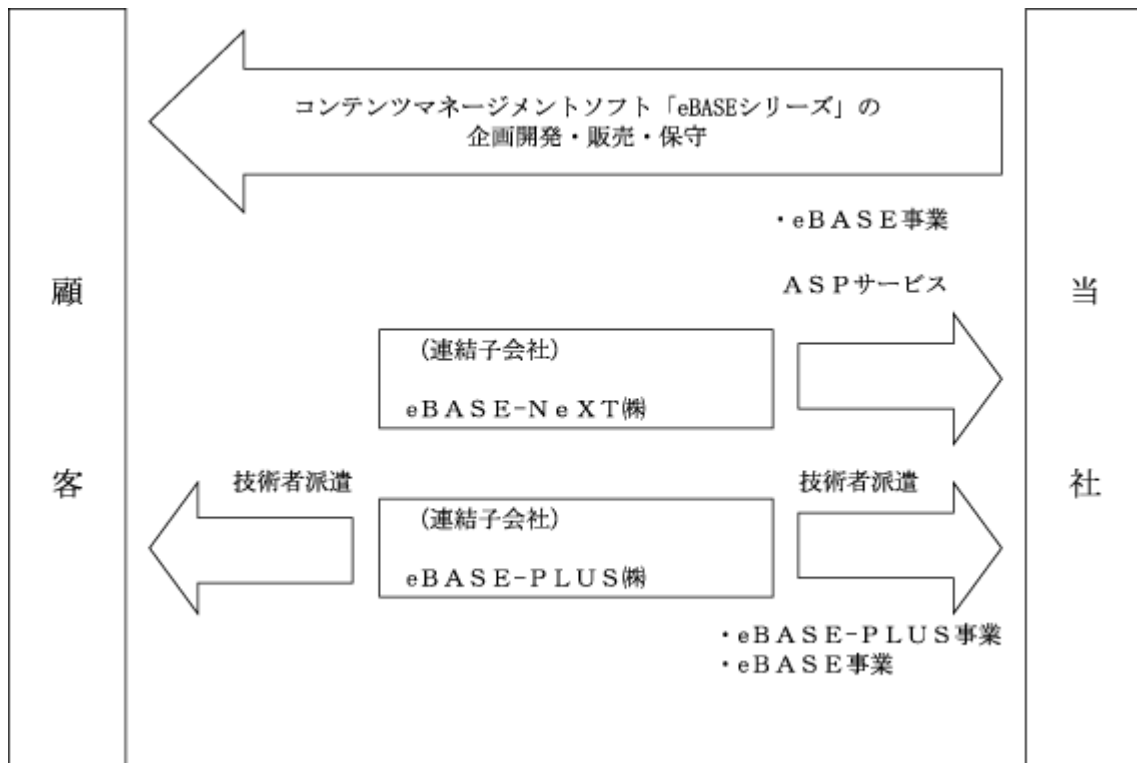 コンテンツマネージメントソフト「eBASEシリーズ」の
企画開発・販売・保守
・eBASE事業
顧
客
当
社
ASPサービス
(連結子会社)
eBASE-NeXT㈱
技術者派遣
技術者派遣
(連結子会社)
eBASE-PLUS㈱
・eBASE-PLUS事業
・eBASE事業